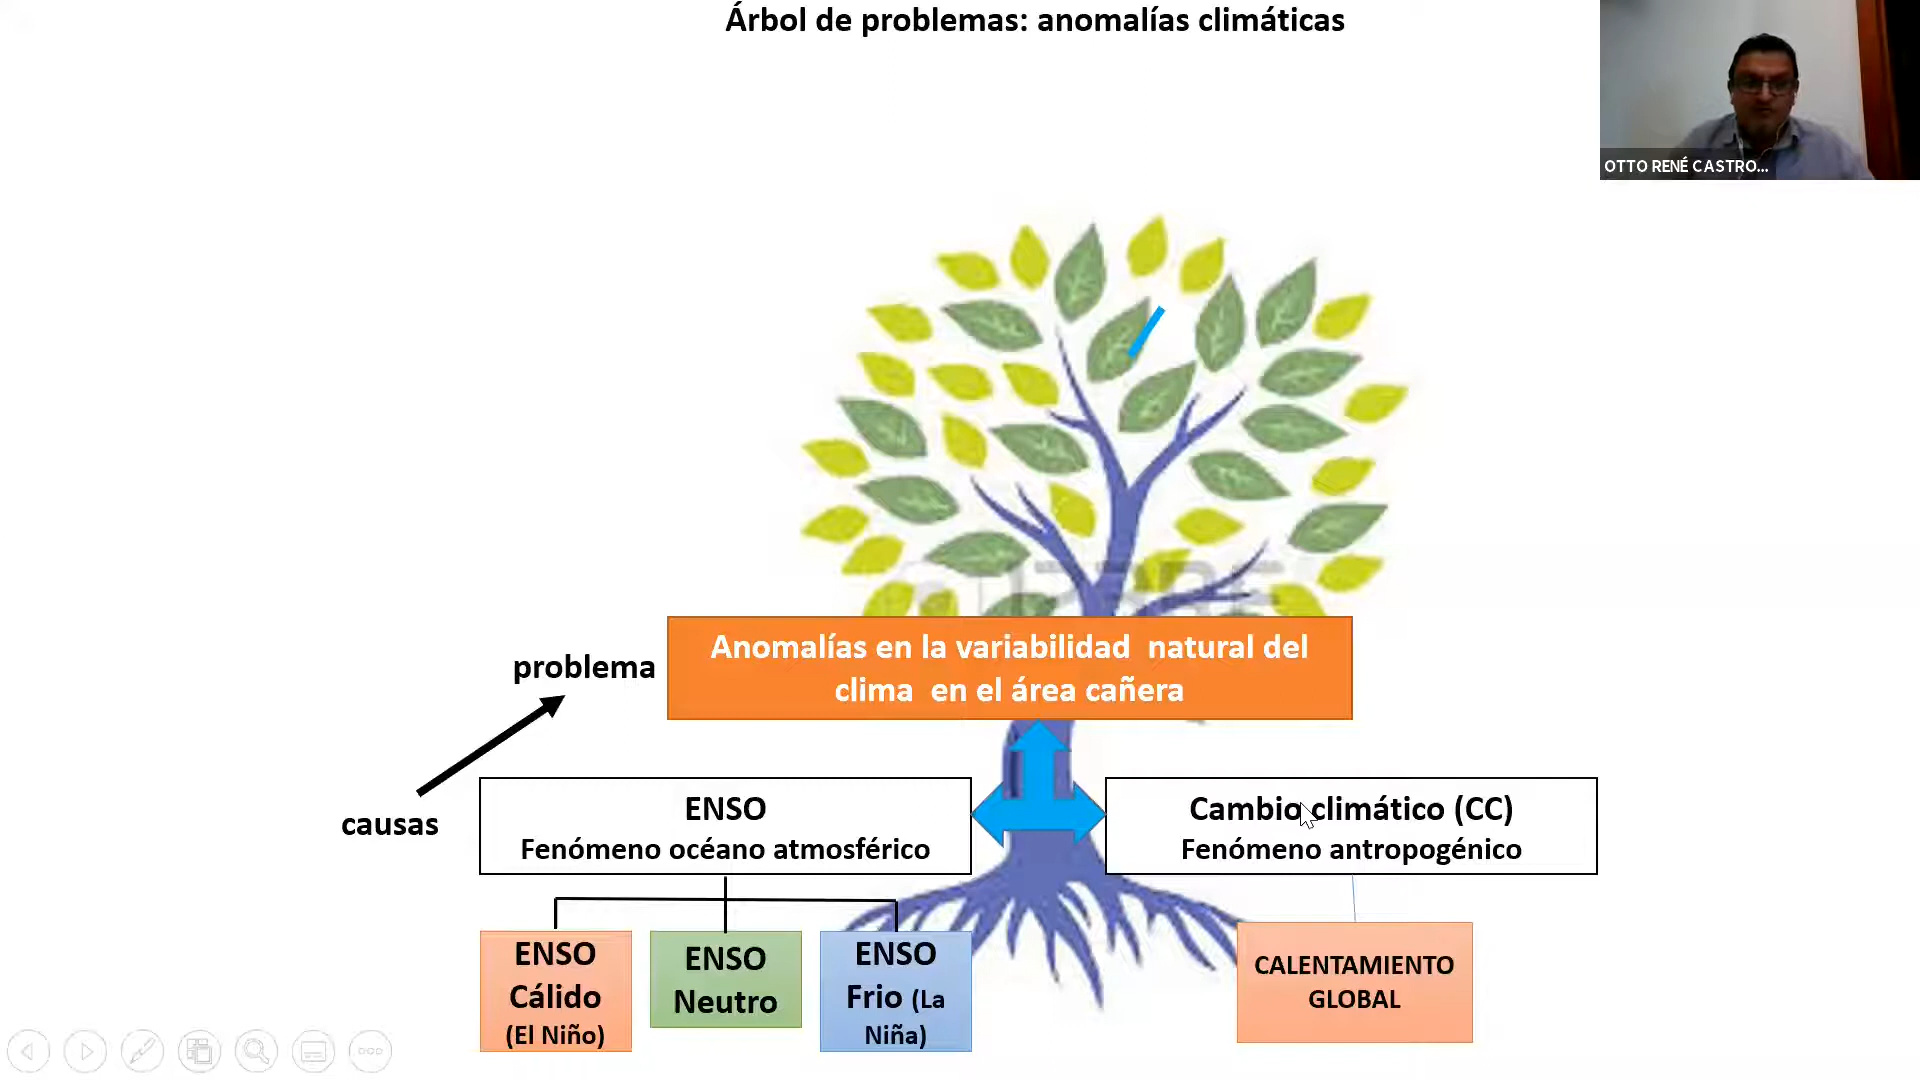 Árbol de problemas: anomalías climáticas
OTTO RENÉ CASTRO...
Anomalías en la variabilidad natural del
clima en el área cañera
problema
causas
ENSO
Fenómeno océano atmosférico
Cambio climático (CC)
Fenómeno antropogénico
ENSO
Cálido
(El Niño)
ENSO
Neutro
ENSO
Frio (La
Niña)
CALENTAMIENTO
GLOBAL